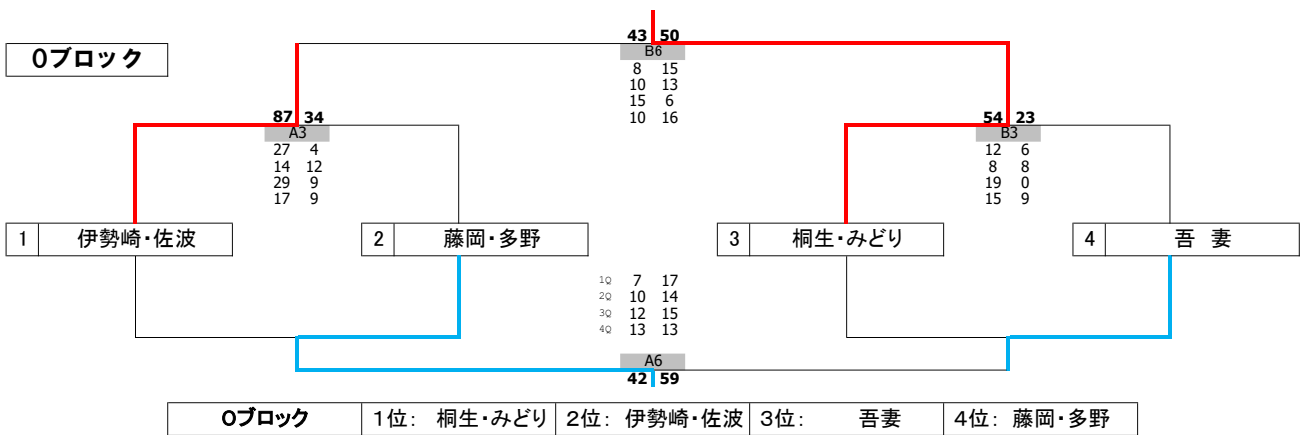 43 50
Oブロック
B6
8 15
10 13
15 6
10 16
87 34
A3
27 4
14 12
29 9
17 9
54 23
B3
12 6
8 8
19 0
15 9
1 伊勢崎・佐波
2 藤岡・多野
3 桐生・みどり
4 吾 妻
1Q 7 17
2Q 10 14
3Q 12 15
4Q 13 13
A6
42 59
Oブロック 1位: 桐生・みどり 2位: 伊勢崎・佐波 3位: 吾妻 4位: 藤岡・多野